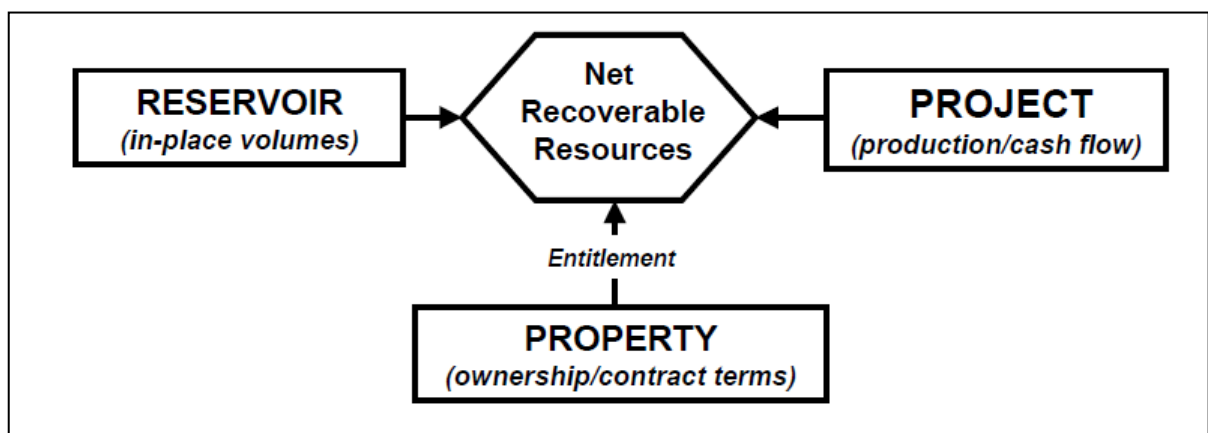 RESERVOIR
(in-place volumes)
Net
Recoverable
Resources
PROJECT
(production/cash flow)
Entitlement
PROPERTY
(ownership/contract terms)